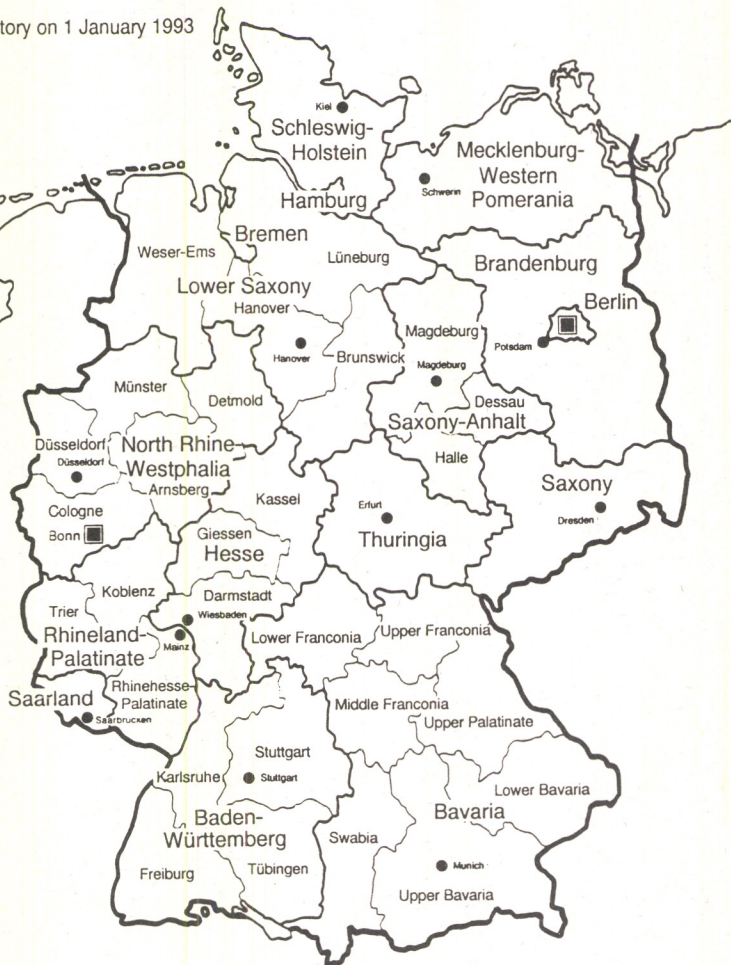 tory on 1 January 1993
Kiel
Schleswig-
Holstein
Mecklenburg-
Western
Pomerania
Schwerin
Hamburg
Bremen
Weser-Ems
Lüneburg
Brandenburg
Lower Saxony
Hanover
Berlin
Hanover
Brunswick
Magdeburg
Potsdam
Magdeburg
Münster
Detmold
Dessau
Saxony-Anhalt
Düsseldorf
Düsseldorf
North Rhine-
Westphalia
Halle
Arnsberg
Kassel
Saxony
Cologne
Erfurt
Dresden
Bonn
Giessen
Hesse
Thuringia
Koblenz
Darmstadt
Trier
Wiesbaden
Rhineland-
Palatinate
Mainz
Lower Franconia
Upper Franconia
Saarland
Rhinehesse-
Palatinate
Saarbrucken
Middle Franconia
Upper Palatinate
Stuttgart
Karlsruhe
Stuttgart
Lower Bavaria
Baden-
Württemberg
Bavaria
Swabia
Freiburg
Tübingen
Munich
Upper Bavaria